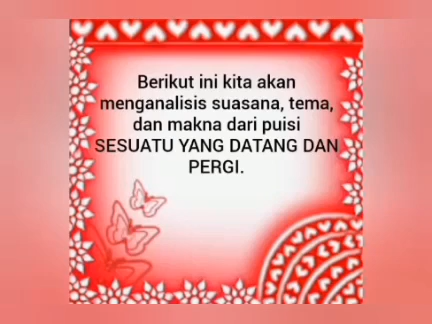 Berikut ini kita akan
menganalisis suasana, tema,
dan makna dari puisi
SESUATU YANG DATANG DAN
PERGI.